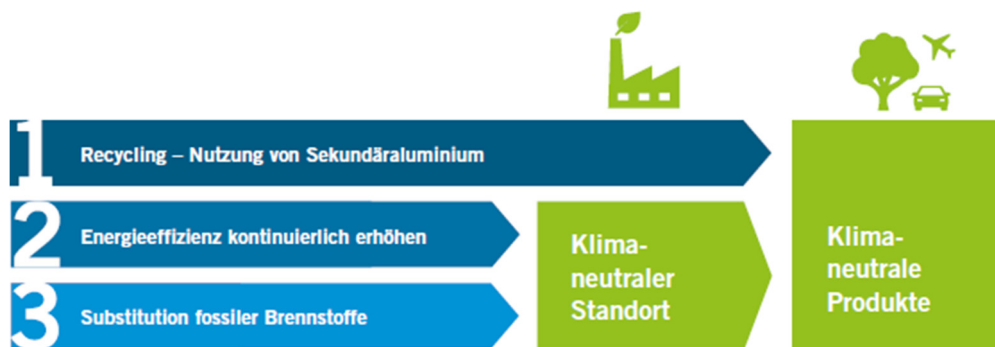 1 Recycling – Nutzung von Sekundäraluminium
2 Energieeffizienz kontinuierlich erhöhen
3 Substitution fossiler Brennstoffe
Klima-
neutraler
Standort
Klima-
neutrale
Produkte